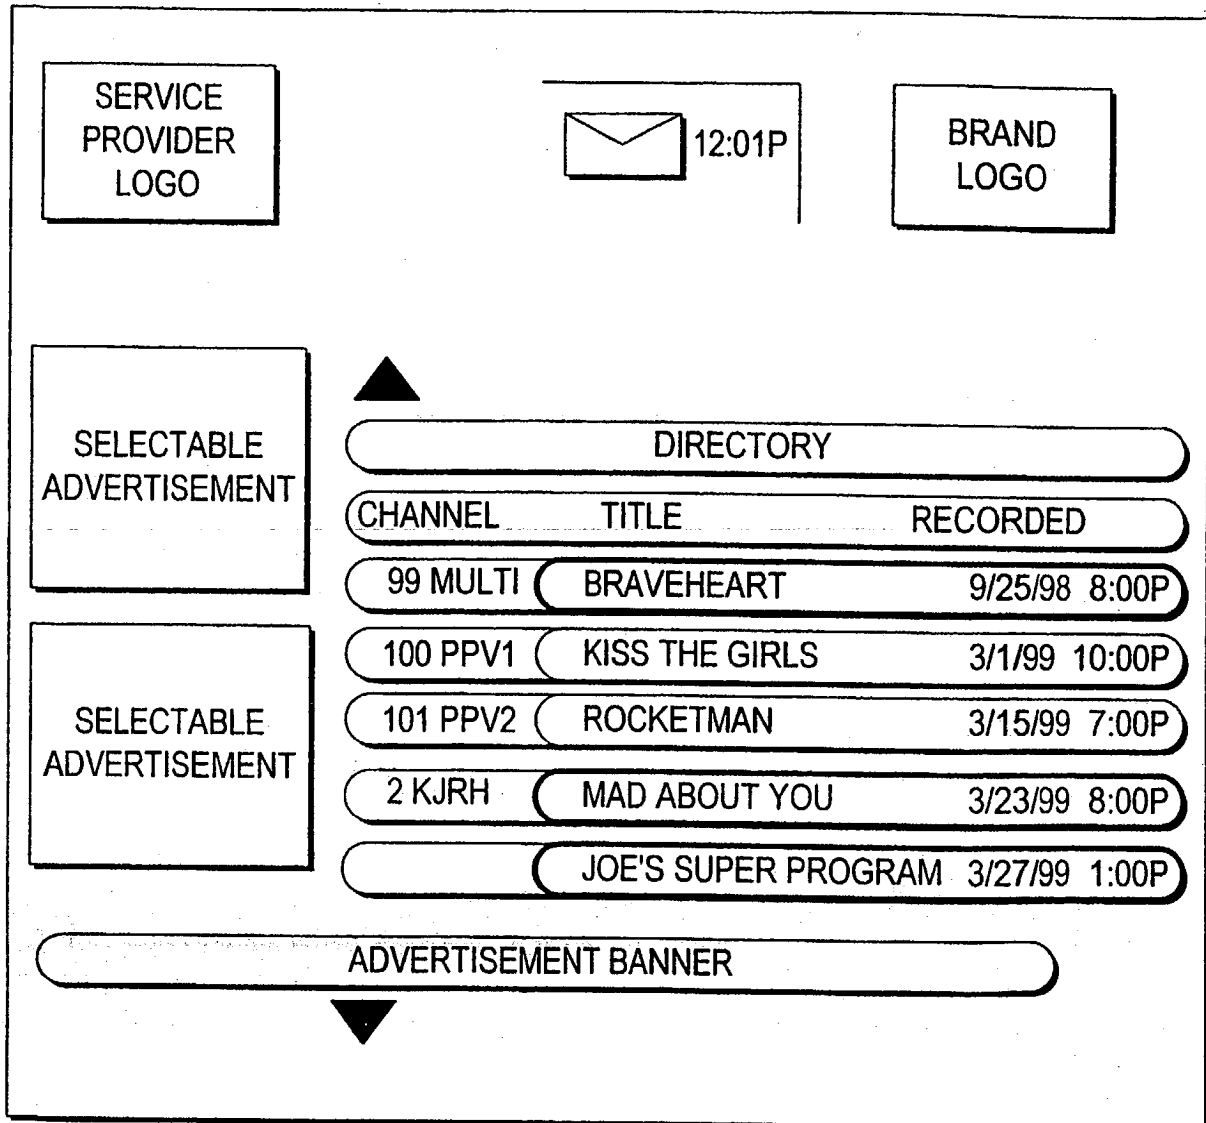 SERVICE
PROVIDER
LOGO
12:01P
BRAND
LOGO
SELECTABLE
ADVERTISEMENT
DIRECTORY
CHANNEL TITLE RECORDED
99 MULTI BRAVEHEART 9/25/98 8:00P
100 PPV1 KISS THE GIRLS 3/1/99 10:00P
101 PPV2 ROCKETMAN 3/15/99 7:00P
2 KJRH MAD ABOUT YOU 3/23/99 8:00P
JOE'S SUPER PROGRAM 3/27/99 1:00P
SELECTABLE
ADVERTISEMENT
ADVERTISEMENT BANNER